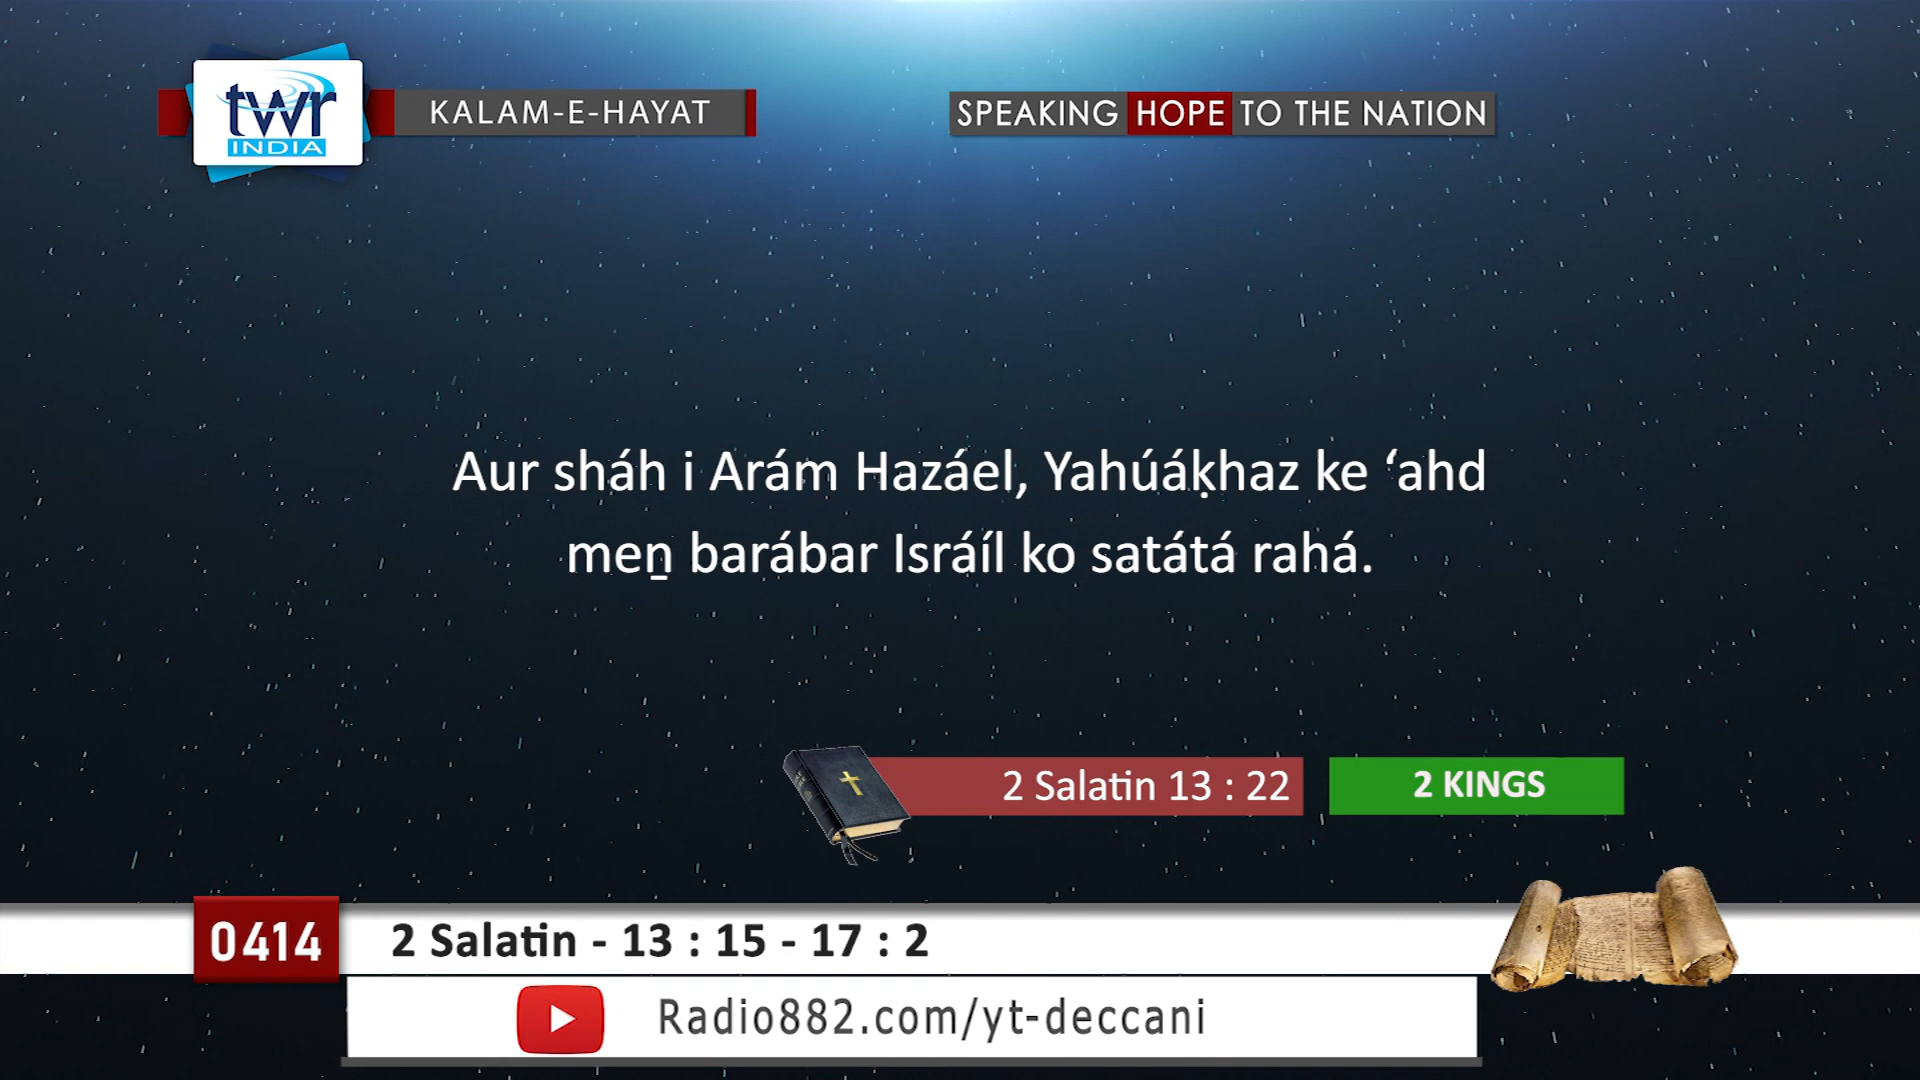 twr
INDIA
KALAM-E-HAYAT
SPEAKING HOPE TO THE NATION
Aur sháh i Arám Hazáel, Yahúáḳhaz ke ‘ahd
meṉ barábar Isráíl ko satátá rahá.
2 Salatin 13 : 22
2 KINGS
0414
2 Salatin - 13 : 15 - 17 : 2
Radio882.com/yt-deccani